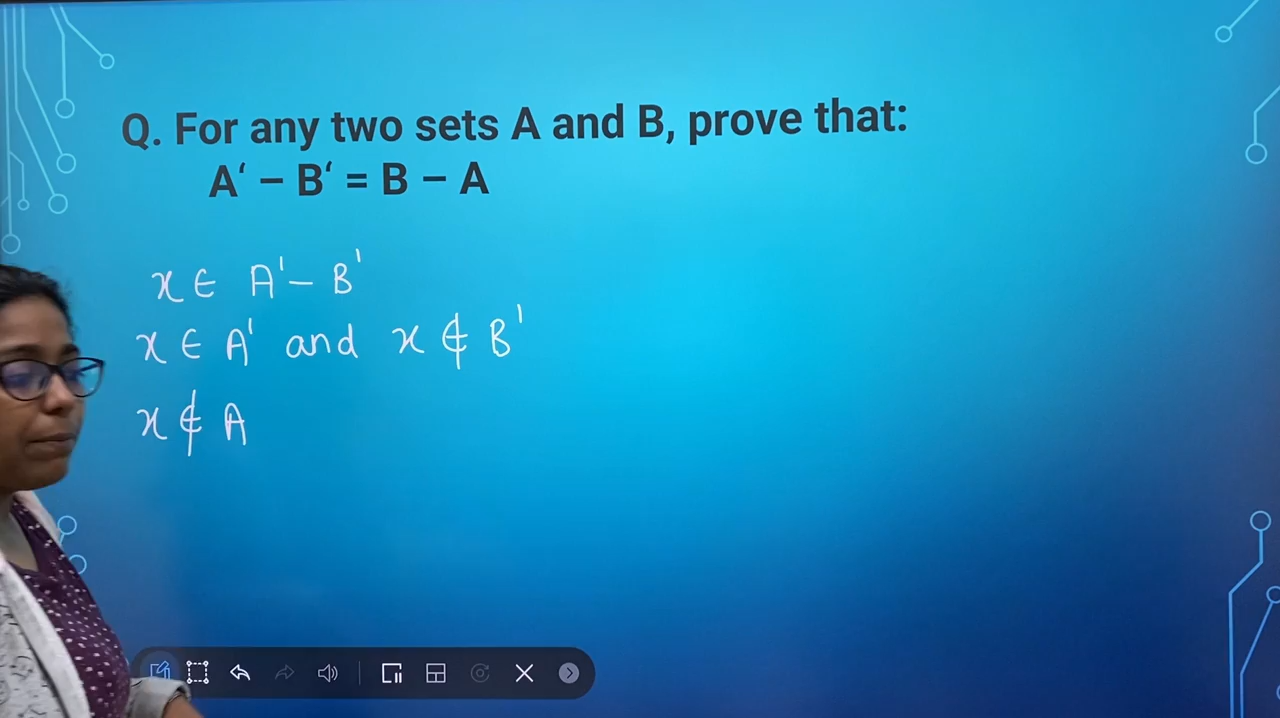 Q. For any two sets A and B, prove that:
A‘ – B‘ = B – A
x ∈ A' – B'
x ∈ A' and x ∉ B'
x ∉ A